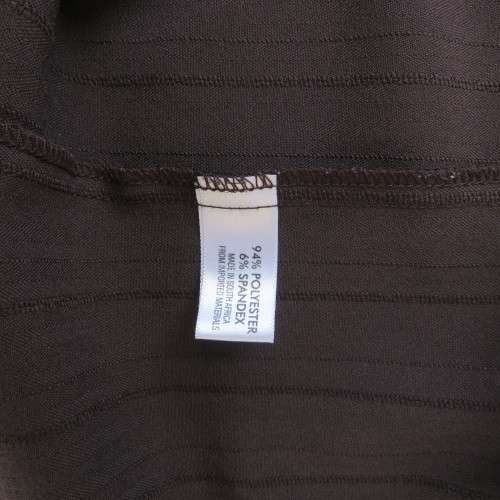 94% POLYESTER
6% SPANDEX
MADE IN SOUTH AFRICA
FROM IMPORTED MATERIALS